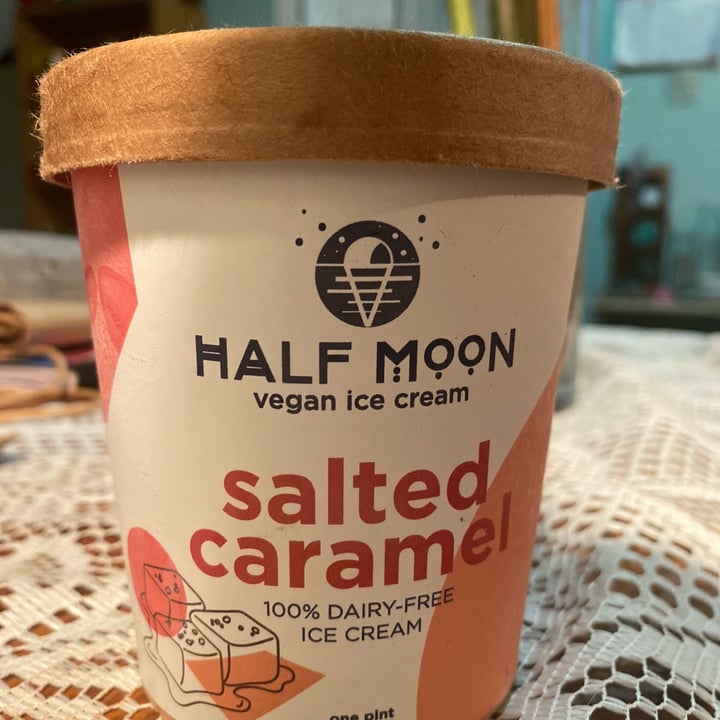 HALF MOON
vegan ice cream
salted
caramel
100% DAIRY-FREE
ICE CREAM
one pint